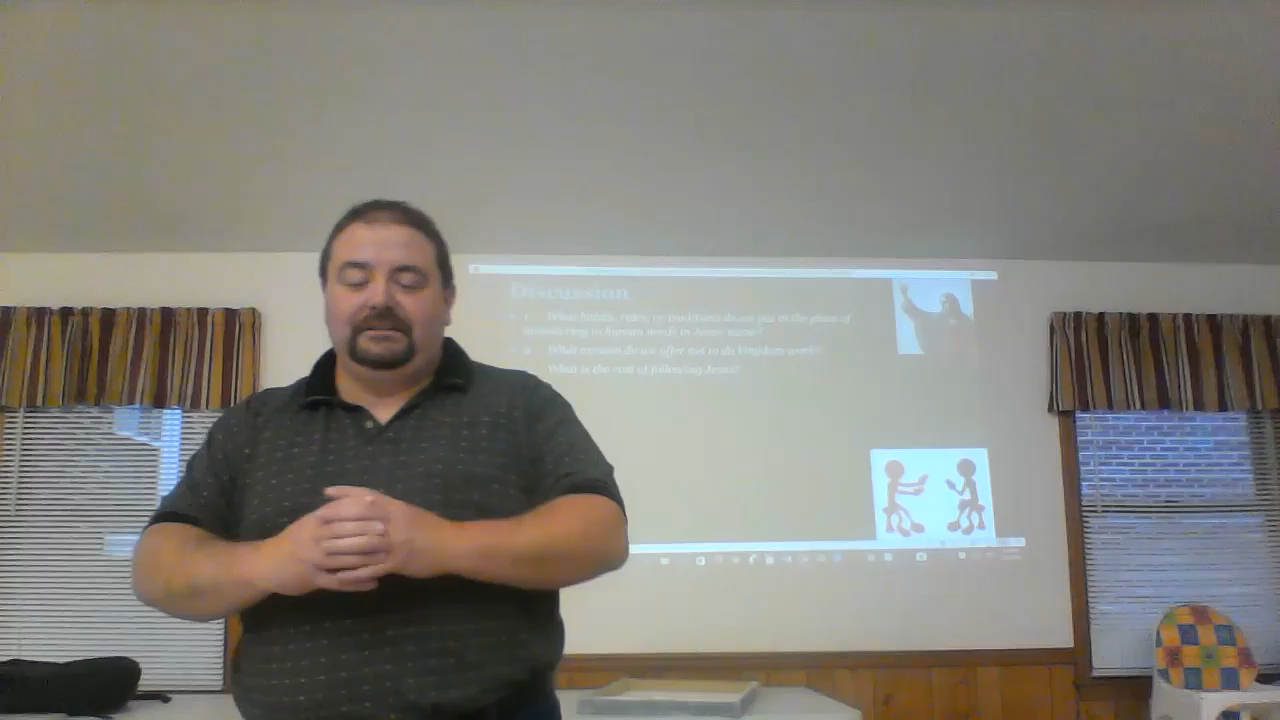 Discussion
What habits, rules, or traditions do we put in the place of
ministering to human needs in Jesus' name?
What excuses do we offer not to do kingdom work?
What is the cost of following Jesus?